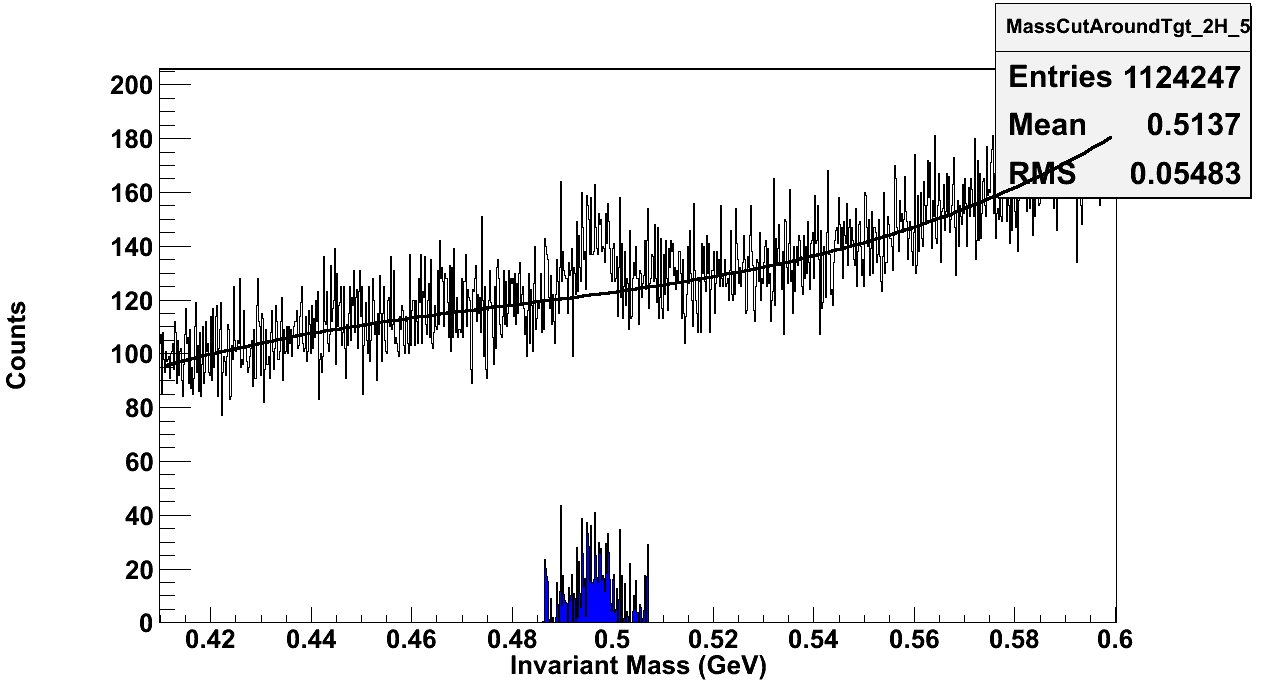 MassCutAroundTgt_2H_5
Entries 1124247
Mean 0.5137
RMS 0.05483
200
180
160
140
120
100
80
60
40
20
0
Counts
0.42 0.44 0.46 0.48 0.5 0.52 0.54 0.56 0.58 0.6
Invariant Mass (GeV)